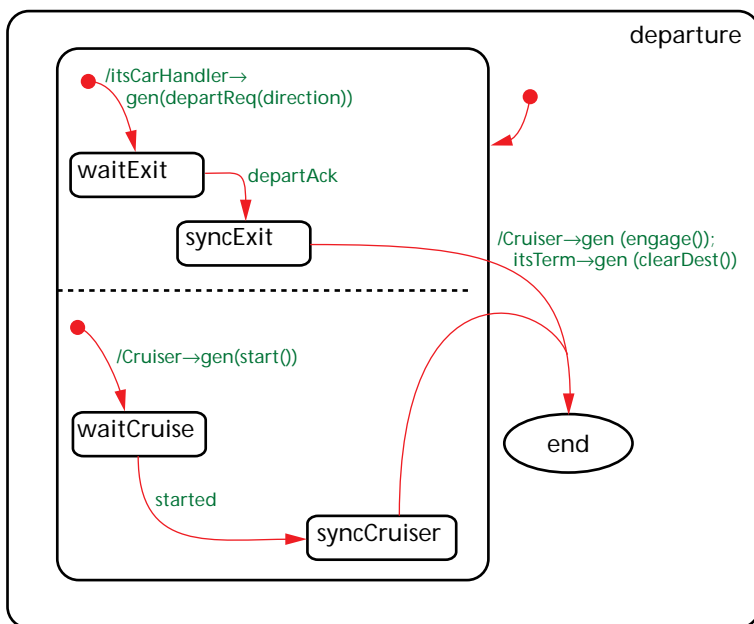 departure
/itsCarHandler→
gen(departReq(direction))
waitExit
departAck
syncExit
/Cruiser→gen (engage());
itsTerm→gen (clearDest())
/Cruiser→gen(start())
waitCruise
end
started
syncCruiser